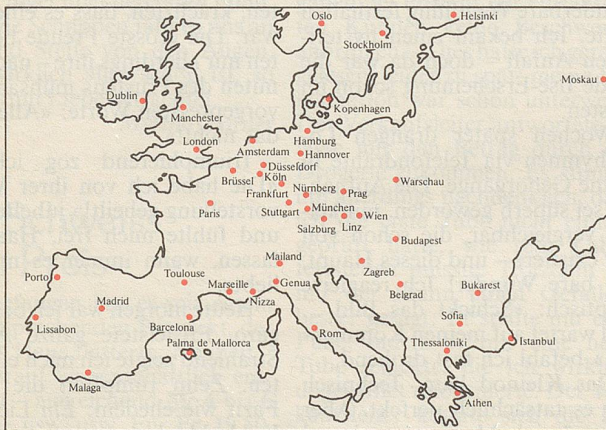 Oslo
Helsinki
Stockholm
Moskau
Dublin
Kopenhagen
Manchester
Hamburg
London
Amsterdam
Hannover
Düsseldorf
Brüssel
Köln
Warschau
Frankfurt
Nürnberg
Prag
Paris
Stuttgart
München
Salzburg
Linz
Wien
Budapest
Mailand
Zagreb
Toulouse
Marseille
Genua
Belgrad
Bukarest
Nizza
Porto
Madrid
Sofia
Lissabon
Barcelona
Rom
Thessaloniki
Istanbul
Palma de Mallorca
Malaga
Athen